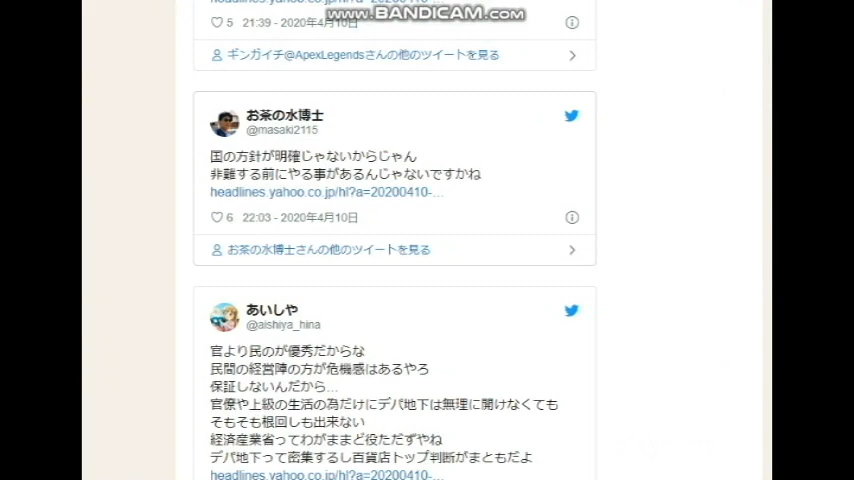 headlines.yahoo.co.jp/hl?a=20200410-...
www.BANDICAM.com
5 21:39 - 2020年4月10日
ギンガイチ@ApexLegendsさんの他のツイートを見る
お茶の水博士
@masaki2115
国の方針が明確じゃないからじゃん
非難する前にやる事があるんじゃないですかね
headlines.yahoo.co.jp/hl?a=20200410-...
6 22:03 - 2020年4月10日
お茶の水博士さんの他のツイートを見る
あいしや
@aishiya_hina
官より民のが優秀だからな
民間の経営陣の方が危機感はあるやろ
保証しないんだから...
官僚や上級の生活の為だけにデパ地下は無理に開けなくても
そもそも根回しも出来ない
経済産業省ってわがままど役ただずやね
デパ地下って密集するし百貨店トップ判断がまともだよ
headlines.yahoo.co.jp/hl?a=20200410-...